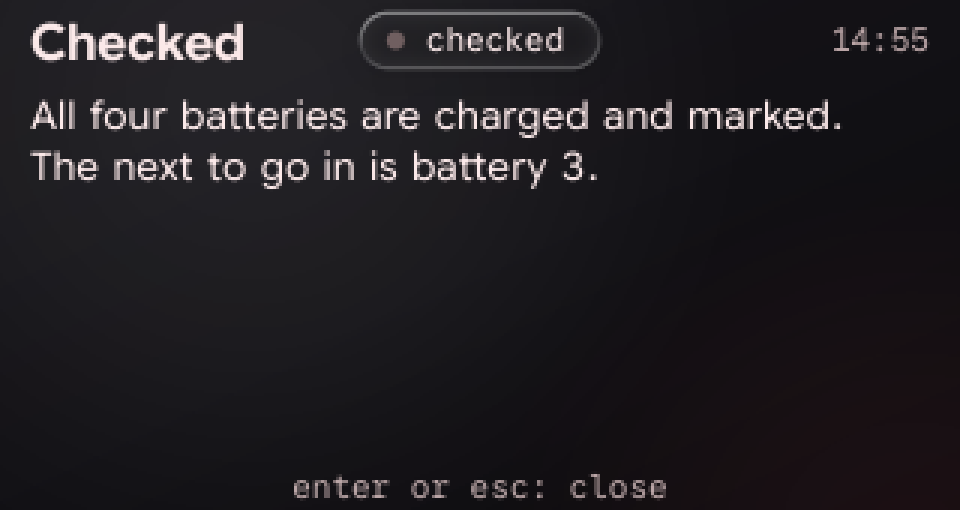 Checked
checked
14:55
All four batteries are charged and marked.
The next to go in is battery 3.
enter or esc: close